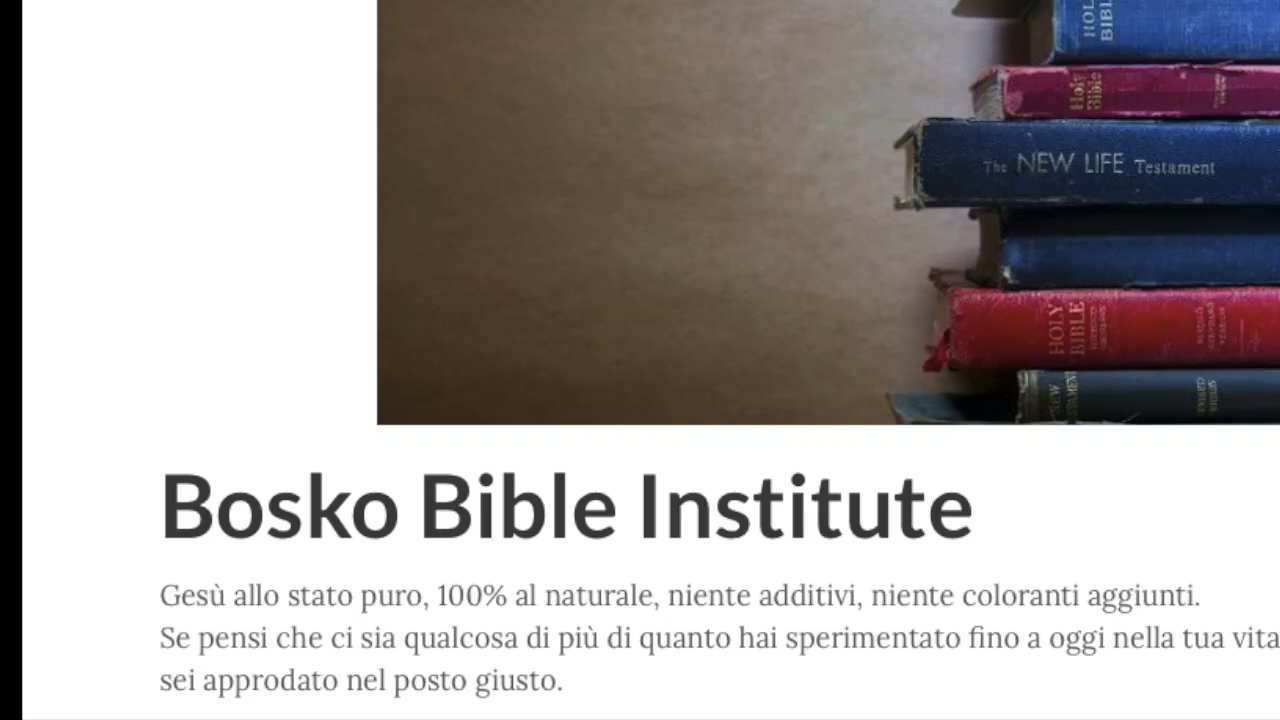 HOLY
BIBL
Holy
Bible
The NEW LIFE Testament
HOLY
BIBLE
Bosko Bible Institute
Gesù allo stato puro, 100% al naturale, niente additivi, niente coloranti aggiunti.
Se pensi che ci sia qualcosa di più di quanto hai sperimentato fino a oggi nella tua vita
sei approdato nel posto giusto.